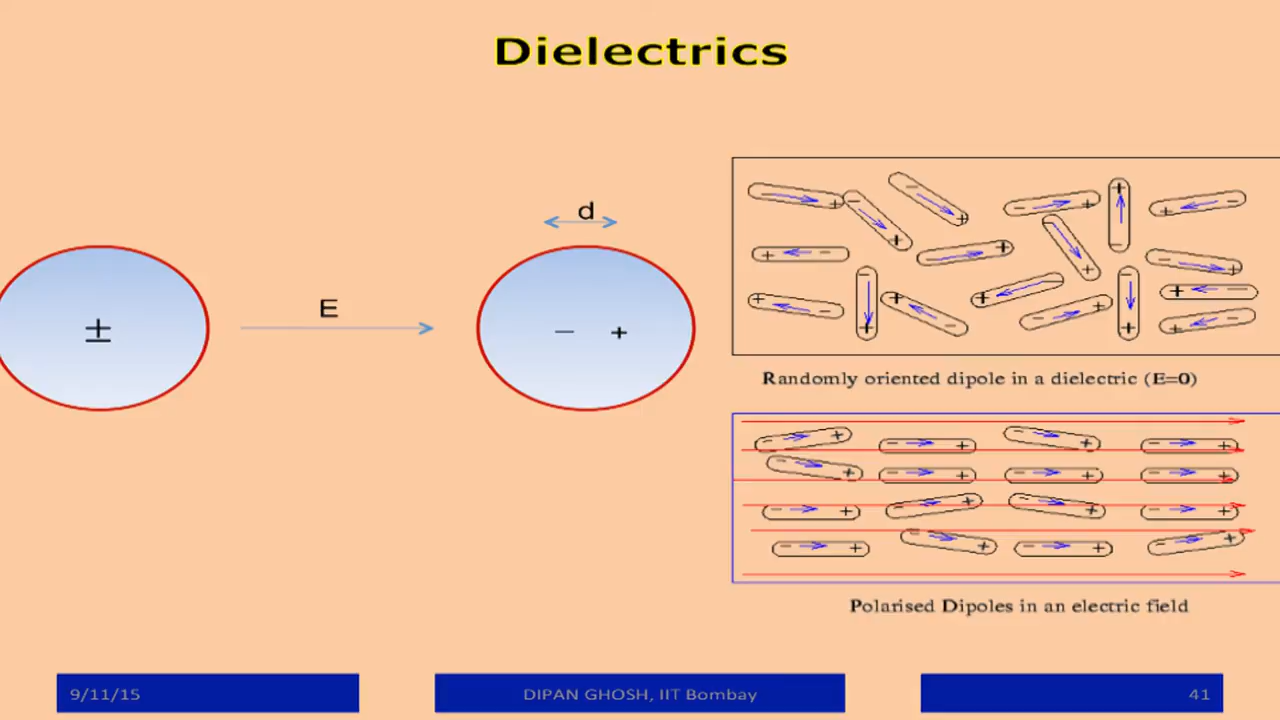 Dielectrics
d
E
±
− +
Randomly oriented dipole in a dielectric (E=0)
Polarised Dipoles in an electric field
9/11/15
DIPAN GHOSH, IIT Bombay
41